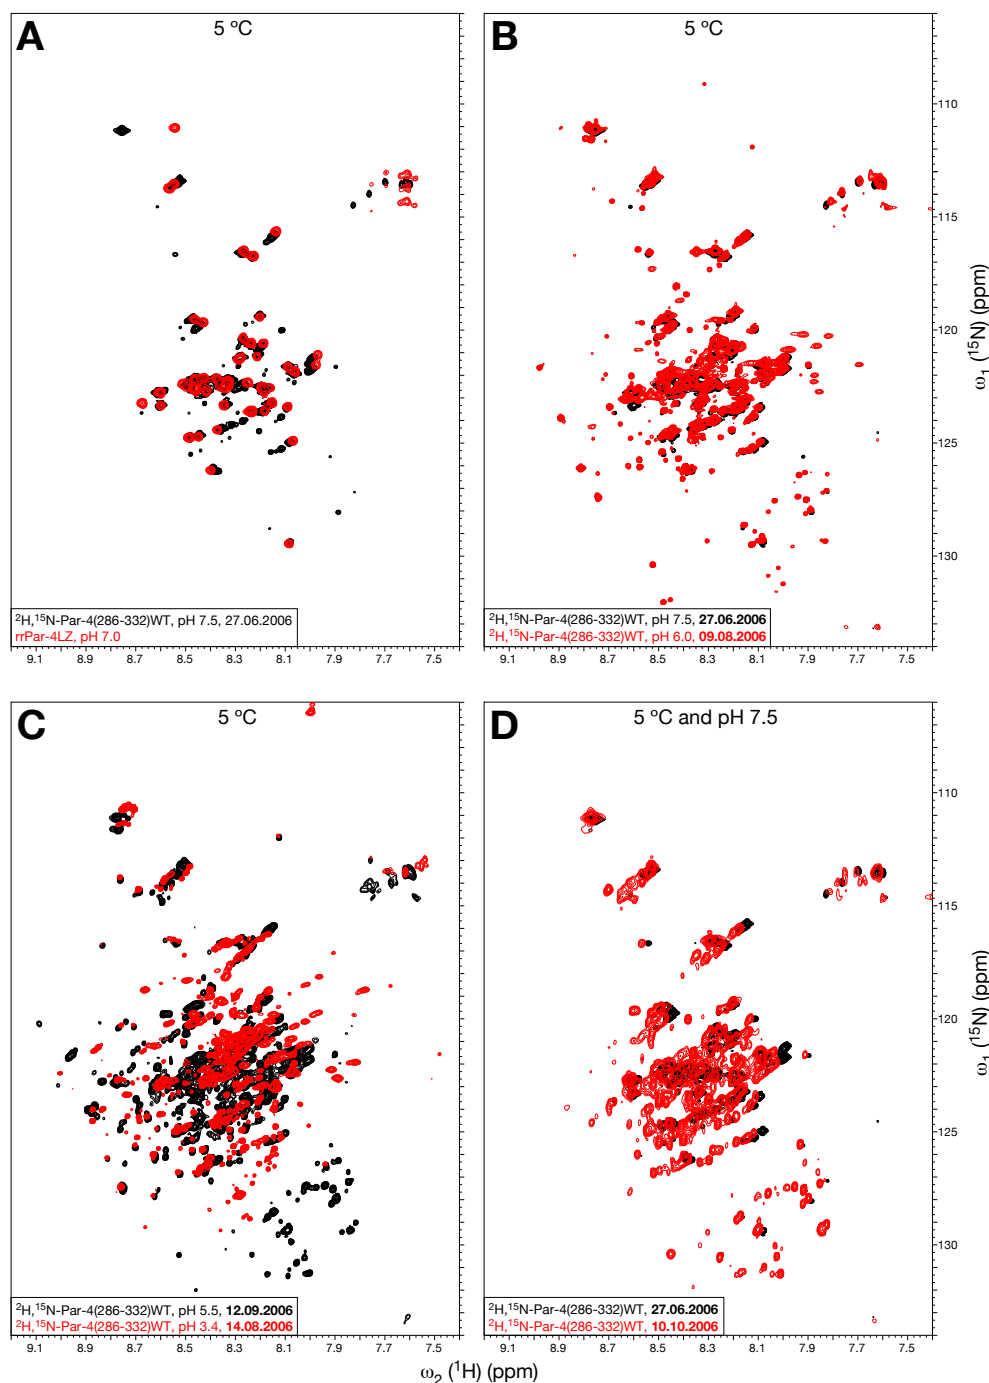 A
5 ºC
B
5 ºC
110
115
120
125
130
ω1 (15N) (ppm)
2H,15N-Par-4(286-332)WT, pH 7.5, 27.06.2006
rrPar-4LZ, pH 7.0
2H,15N-Par-4(286-332)WT, pH 7.5, 27.06.2006
2H,15N-Par-4(286-332)WT, pH 6.0, 09.08.2006
9.1 8.9 8.7 8.5 8.3 8.1 7.9 7.7 7.5
9.1 8.9 8.7 8.5 8.3 8.1 7.9 7.7 7.5
C
5 ºC
D
5 ºC and pH 7.5
110
115
120
125
130
ω1 (15N) (ppm)
2H,15N-Par-4(286-332)WT, pH 5.5, 12.09.2006
2H,15N-Par-4(286-332)WT, pH 3.4, 14.08.2006
2H,15N-Par-4(286-332)WT, 27.06.2006
2H,15N-Par-4(286-332)WT, 10.10.2006
9.1 8.9 8.7 8.5 8.3 8.1 7.9 7.7 7.5
9.1 8.9 8.7 8.5 8.3 8.1 7.9 7.7 7.5
ω2 (1H) (ppm)